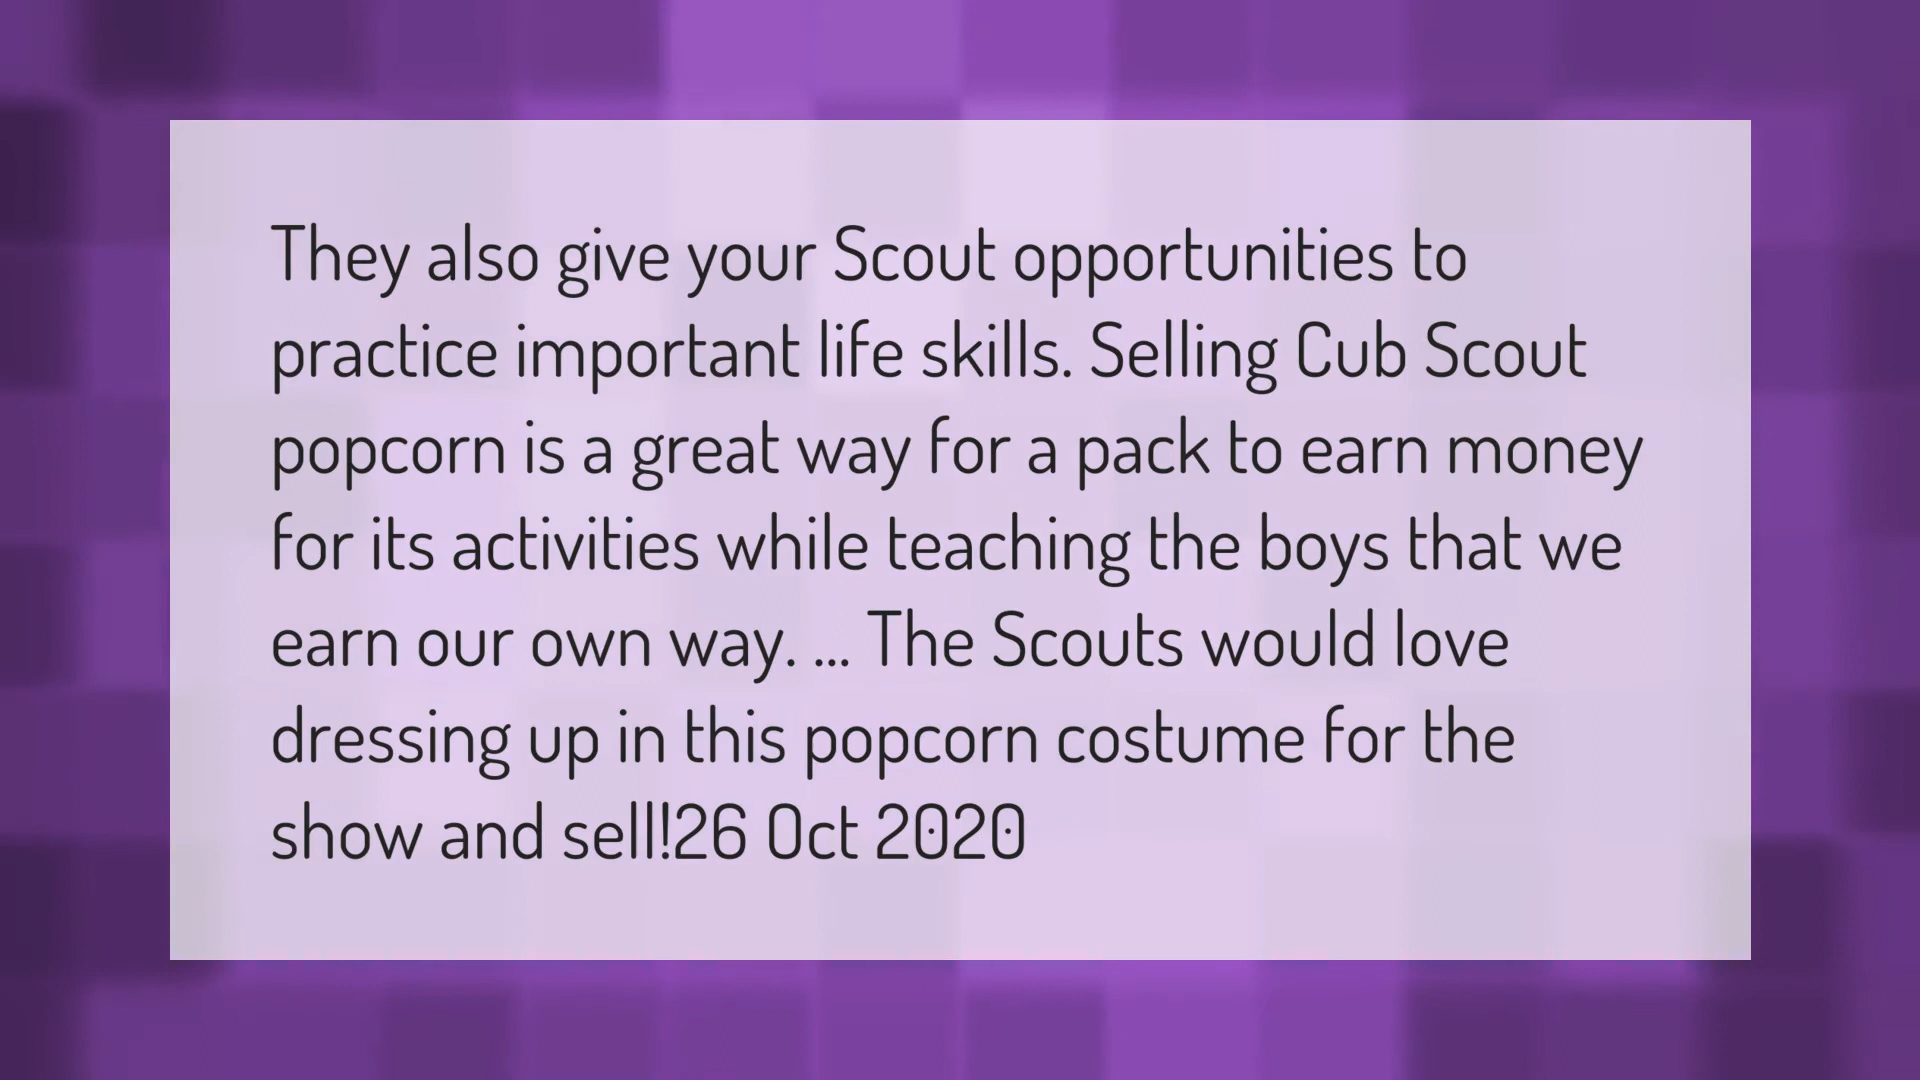 They also give your Scout opportunities to
practice important life skills. Selling Cub Scout
popcorn is a great way for a pack to earn money
for its activities while teaching the boys that we
earn our own way. ... The Scouts would love
dressing up in this popcorn costume for the
show and sell!26 Oct 2020